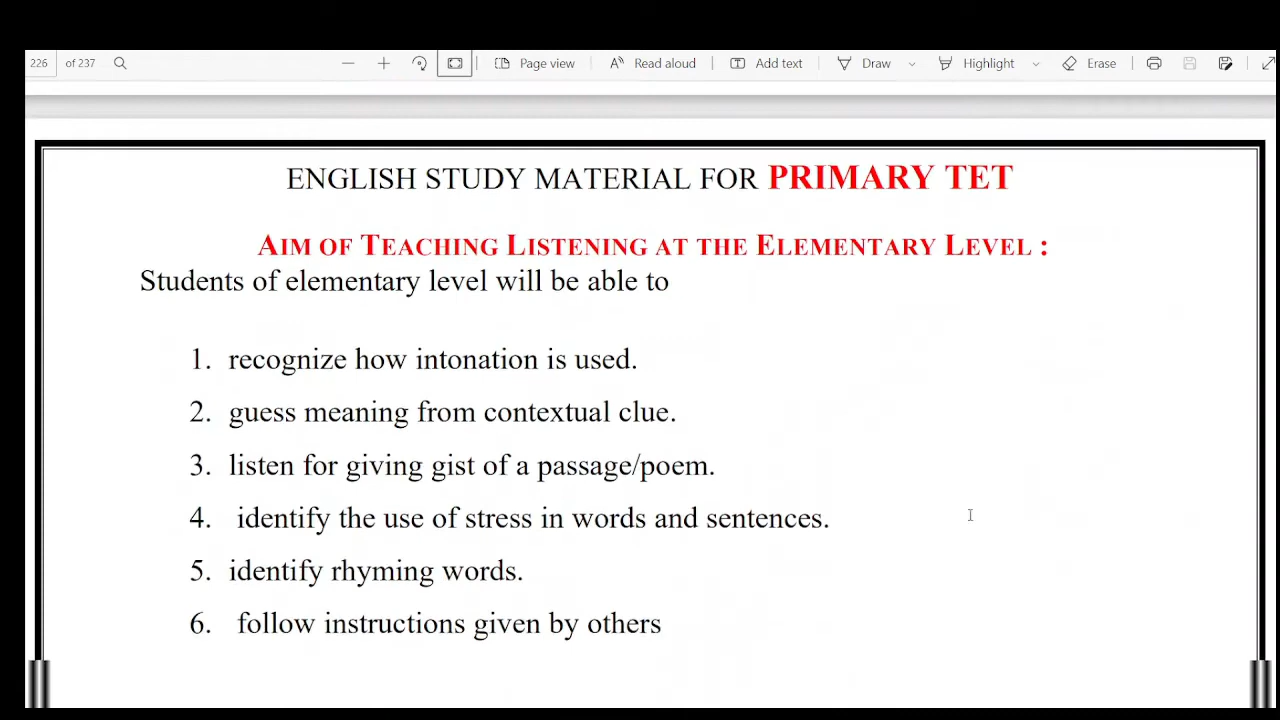 226 of 237 Page view Read aloud Add text Draw Highlight Erase
ENGLISH STUDY MATERIAL FOR PRIMARY TET
AIM OF TEACHING LISTENING AT THE ELEMENTARY LEVEL :
Students of elementary level will be able to
1. recognize how intonation is used.
2. guess meaning from contextual clue.
3. listen for giving gist of a passage/poem.
4. identify the use of stress in words and sentences.
5. identify rhyming words.
6. follow instructions given by others